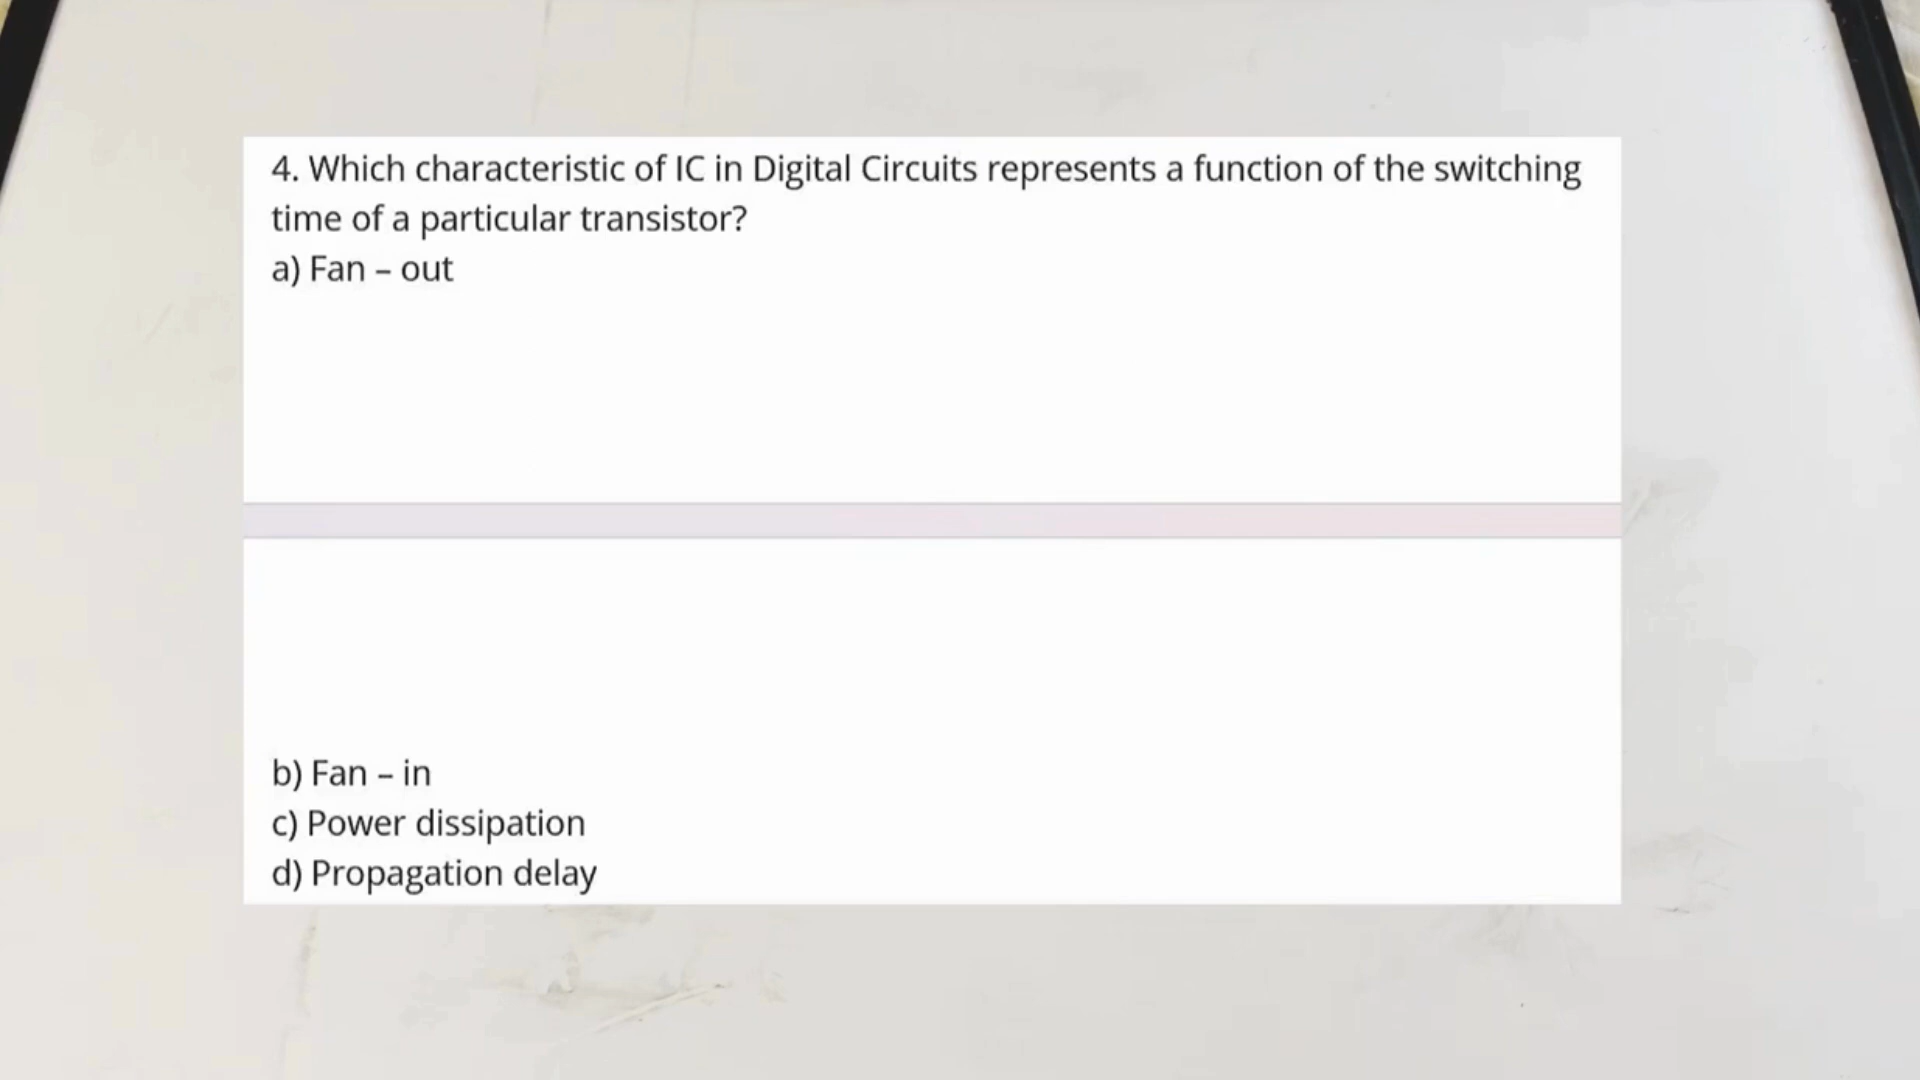 4. Which characteristic of IC in Digital Circuits represents a function of the switching
time of a particular transistor?
a) Fan – out
b) Fan – in
c) Power dissipation
d) Propagation delay